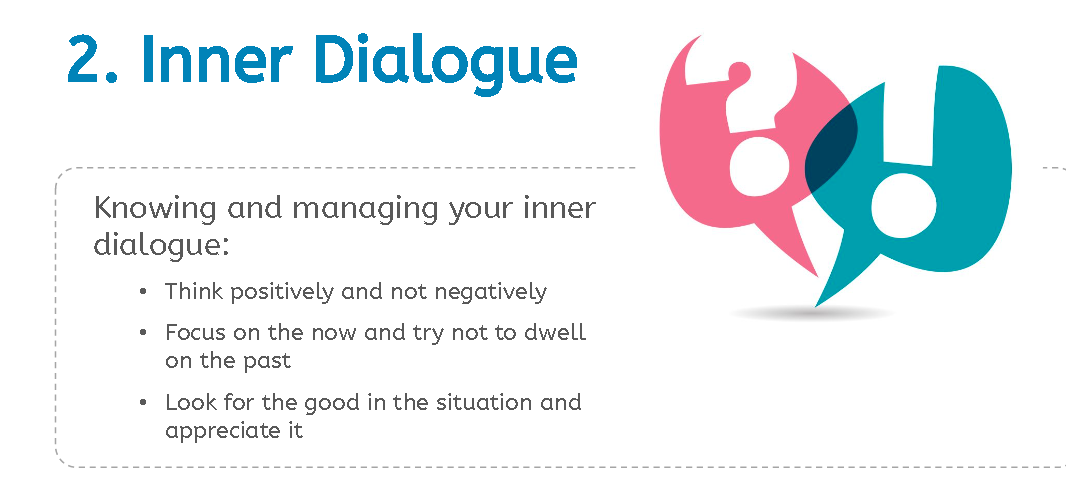 2. Inner Dialogue
? !
Knowing and managing your inner
dialogue:
• Think positively and not negatively
• Focus on the now and try not to dwell
on the past
• Look for the good in the situation and
appreciate it